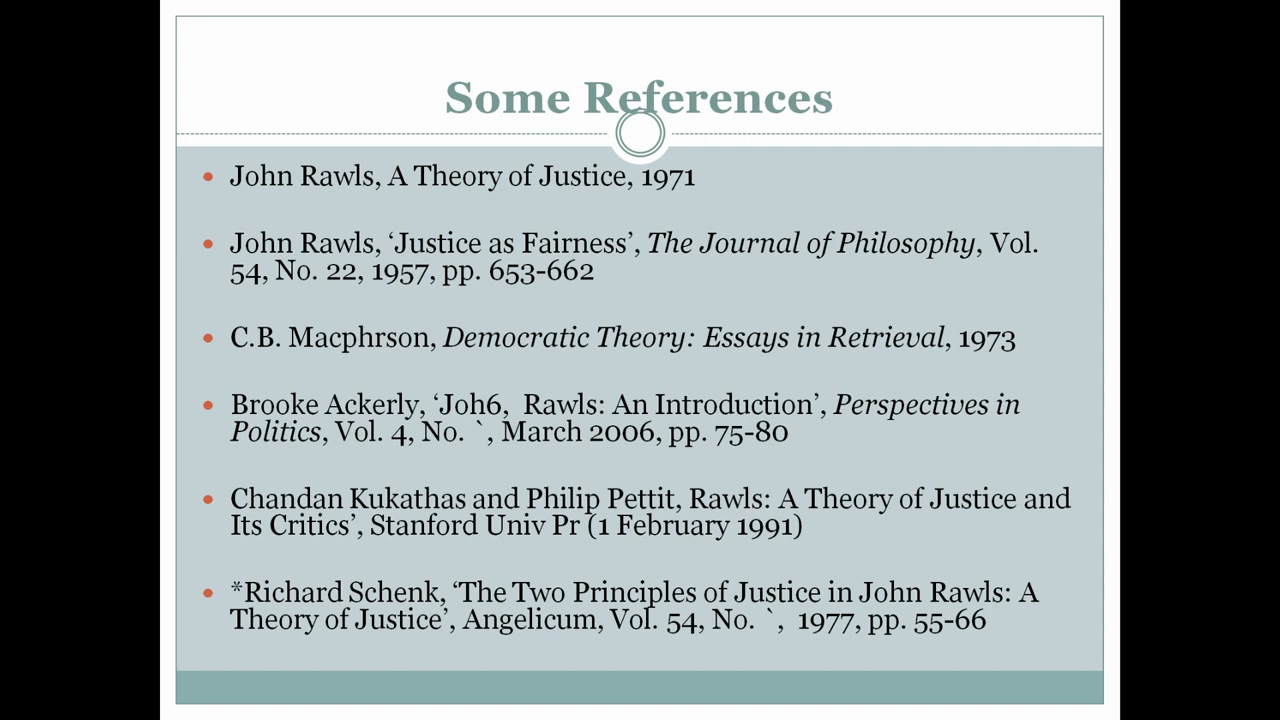 Some References
John Rawls, A Theory of Justice, 1971
John Rawls, ‘Justice as Fairness’, The Journal of Philosophy, Vol.
54, No. 22, 1957, pp. 653-662
C.B. Macphrson, Democratic Theory: Essays in Retrieval, 1973
Brooke Ackerly, ‘Joh6,  Rawls: An Introduction’, Perspectives in
Politics, Vol. 4, No. `, March 2006, pp. 75-80
Chandan Kukathas and Philip Pettit, Rawls: A Theory of Justice and
Its Critics’, Stanford Univ Pr (1 February 1991)
*Richard Schenk, ‘The Two Principles of Justice in John Rawls: A
Theory of Justice’, Angelicum, Vol. 54, No. `,  1977, pp. 55-66